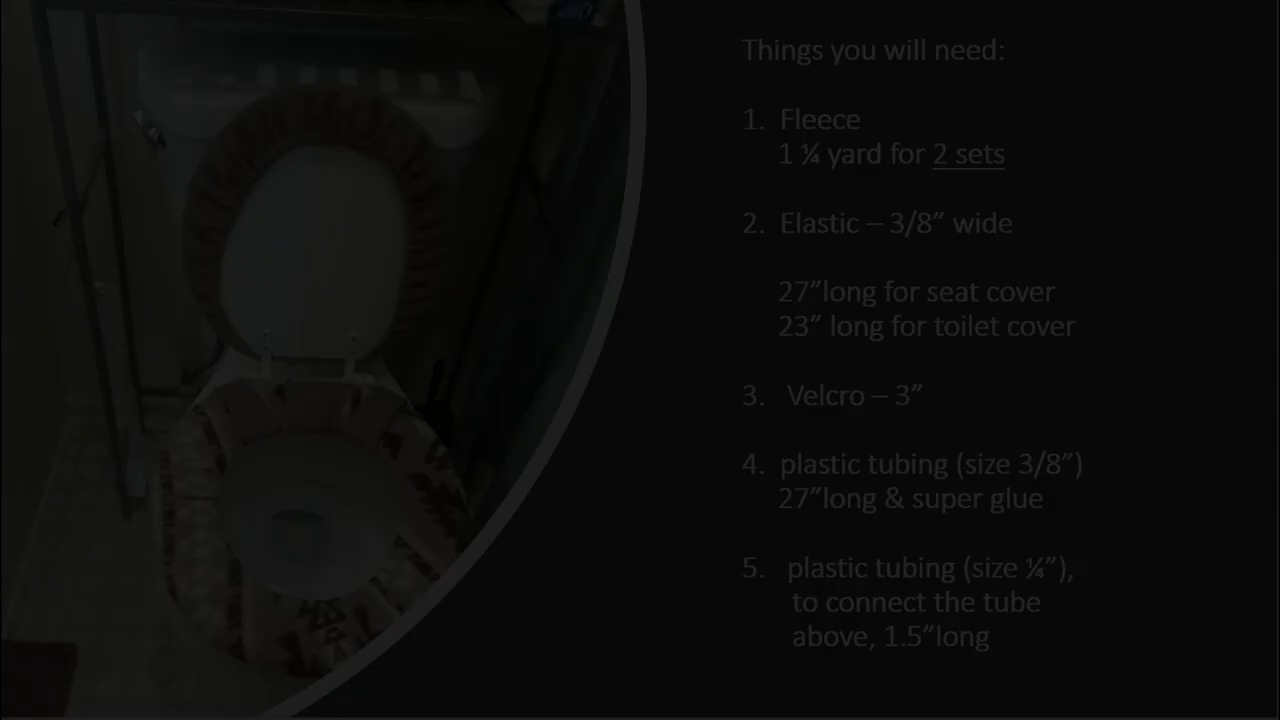 Things you will need:
1. Fleece
1 ¼ yard for 2 sets
2. Elastic – 3/8” wide
27”long for seat cover
23” long for toilet cover
3. Velcro – 3”
4. plastic tubing (size 3/8”)
27”long & super glue
5. plastic tubing (size ¼”),
to connect the tube
above, 1.5”long